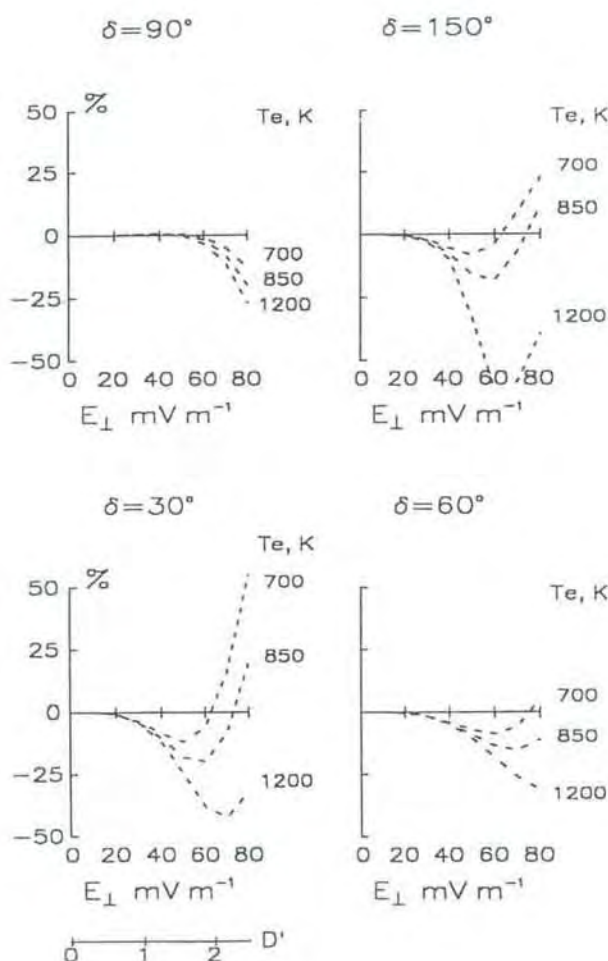 δ=90° δ=150°
50 % Te, K Te, K
25
700
850
0
700
850
−25 1200
1200
−50
0 20 40 60 80 0 20 40 60 80
E⊥ mV m⁻¹ E⊥ mV m⁻¹
δ=30° δ=60°
Te, K Te, K
50 % 700
25
850
700
0
850
−25 1200 1200
−50
0 20 40 60 80 0 20 40 60 80
E⊥ mV m⁻¹ E⊥ mV m⁻¹
0 1 2 D'